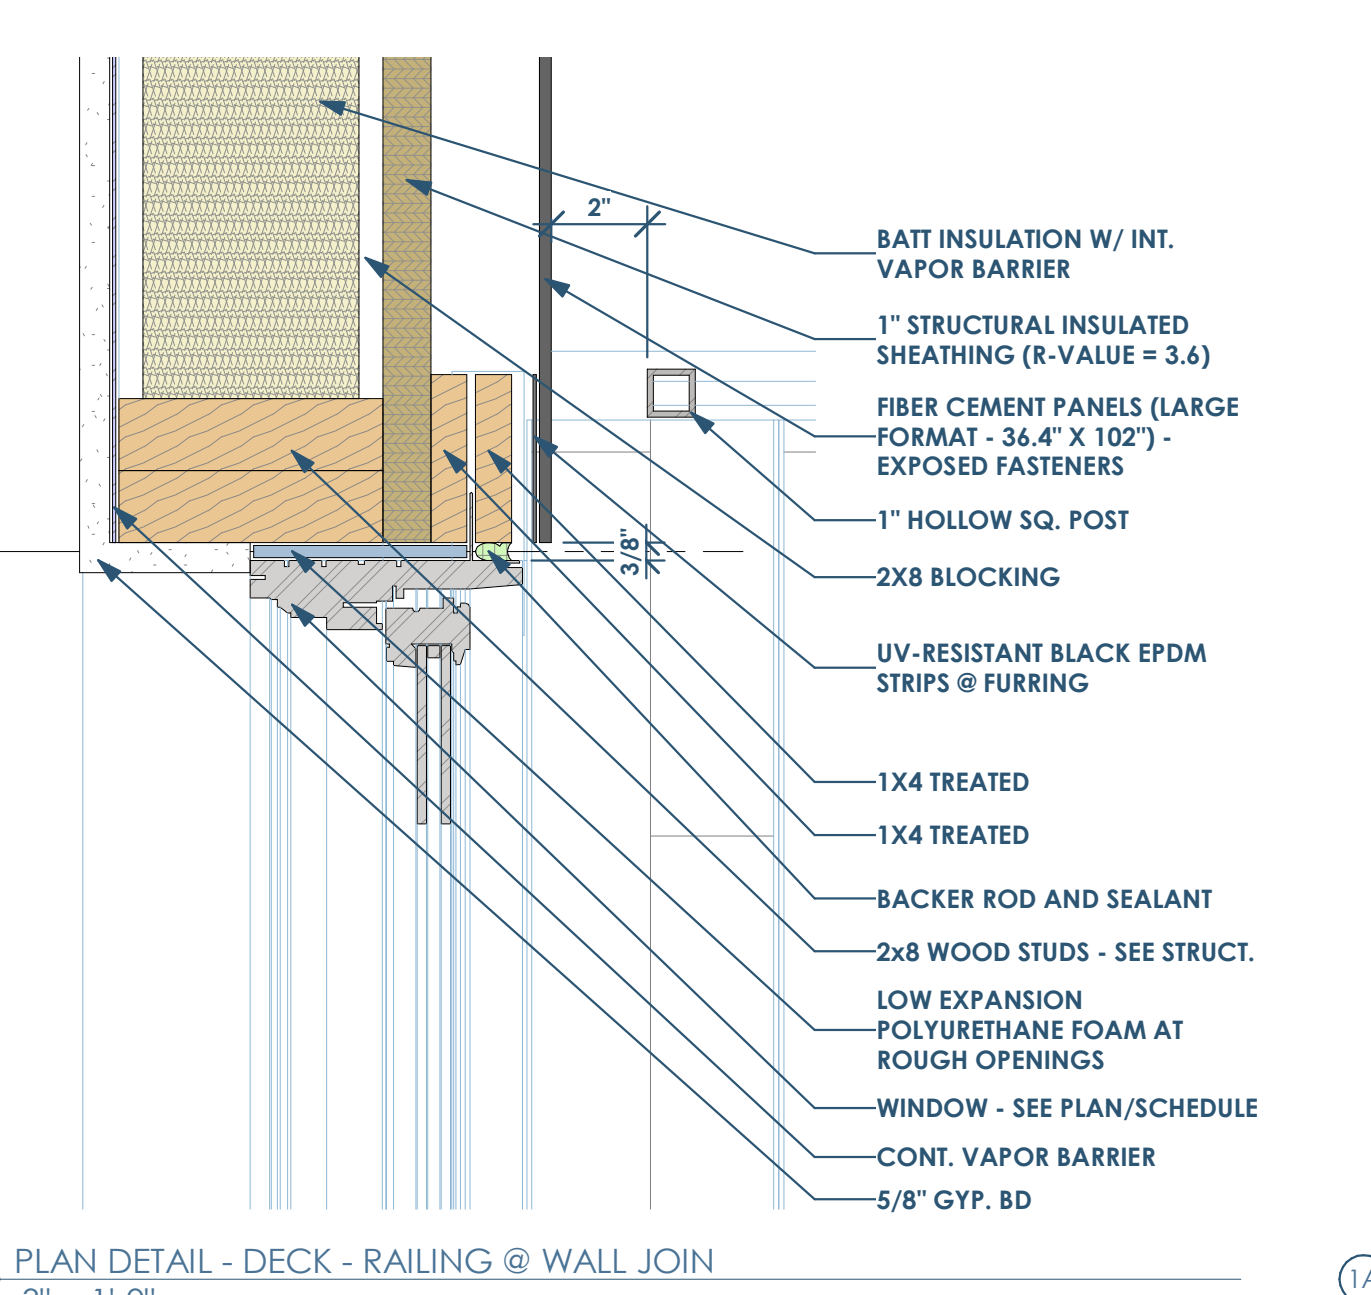 2"
BATT INSULATION W/ INT.
VAPOR BARRIER
1" STRUCTURAL INSULATED
SHEATHING (R-VALUE = 3.6)
FIBER CEMENT PANELS (LARGE
FORMAT - 36.4" X 102") -
EXPOSED FASTENERS
1" HOLLOW SQ. POST
3/8"
2X8 BLOCKING
UV-RESISTANT BLACK EPDM
STRIPS @ FURRING
1X4 TREATED
1X4 TREATED
BACKER ROD AND SEALANT
2x8 WOOD STUDS - SEE STRUCT.
LOW EXPANSION
POLYURETHANE FOAM AT
ROUGH OPENINGS
WINDOW - SEE PLAN/SCHEDULE
CONT. VAPOR BARRIER
5/8" GYP. BD
PLAN DETAIL - DECK - RAILING @ WALL JOIN